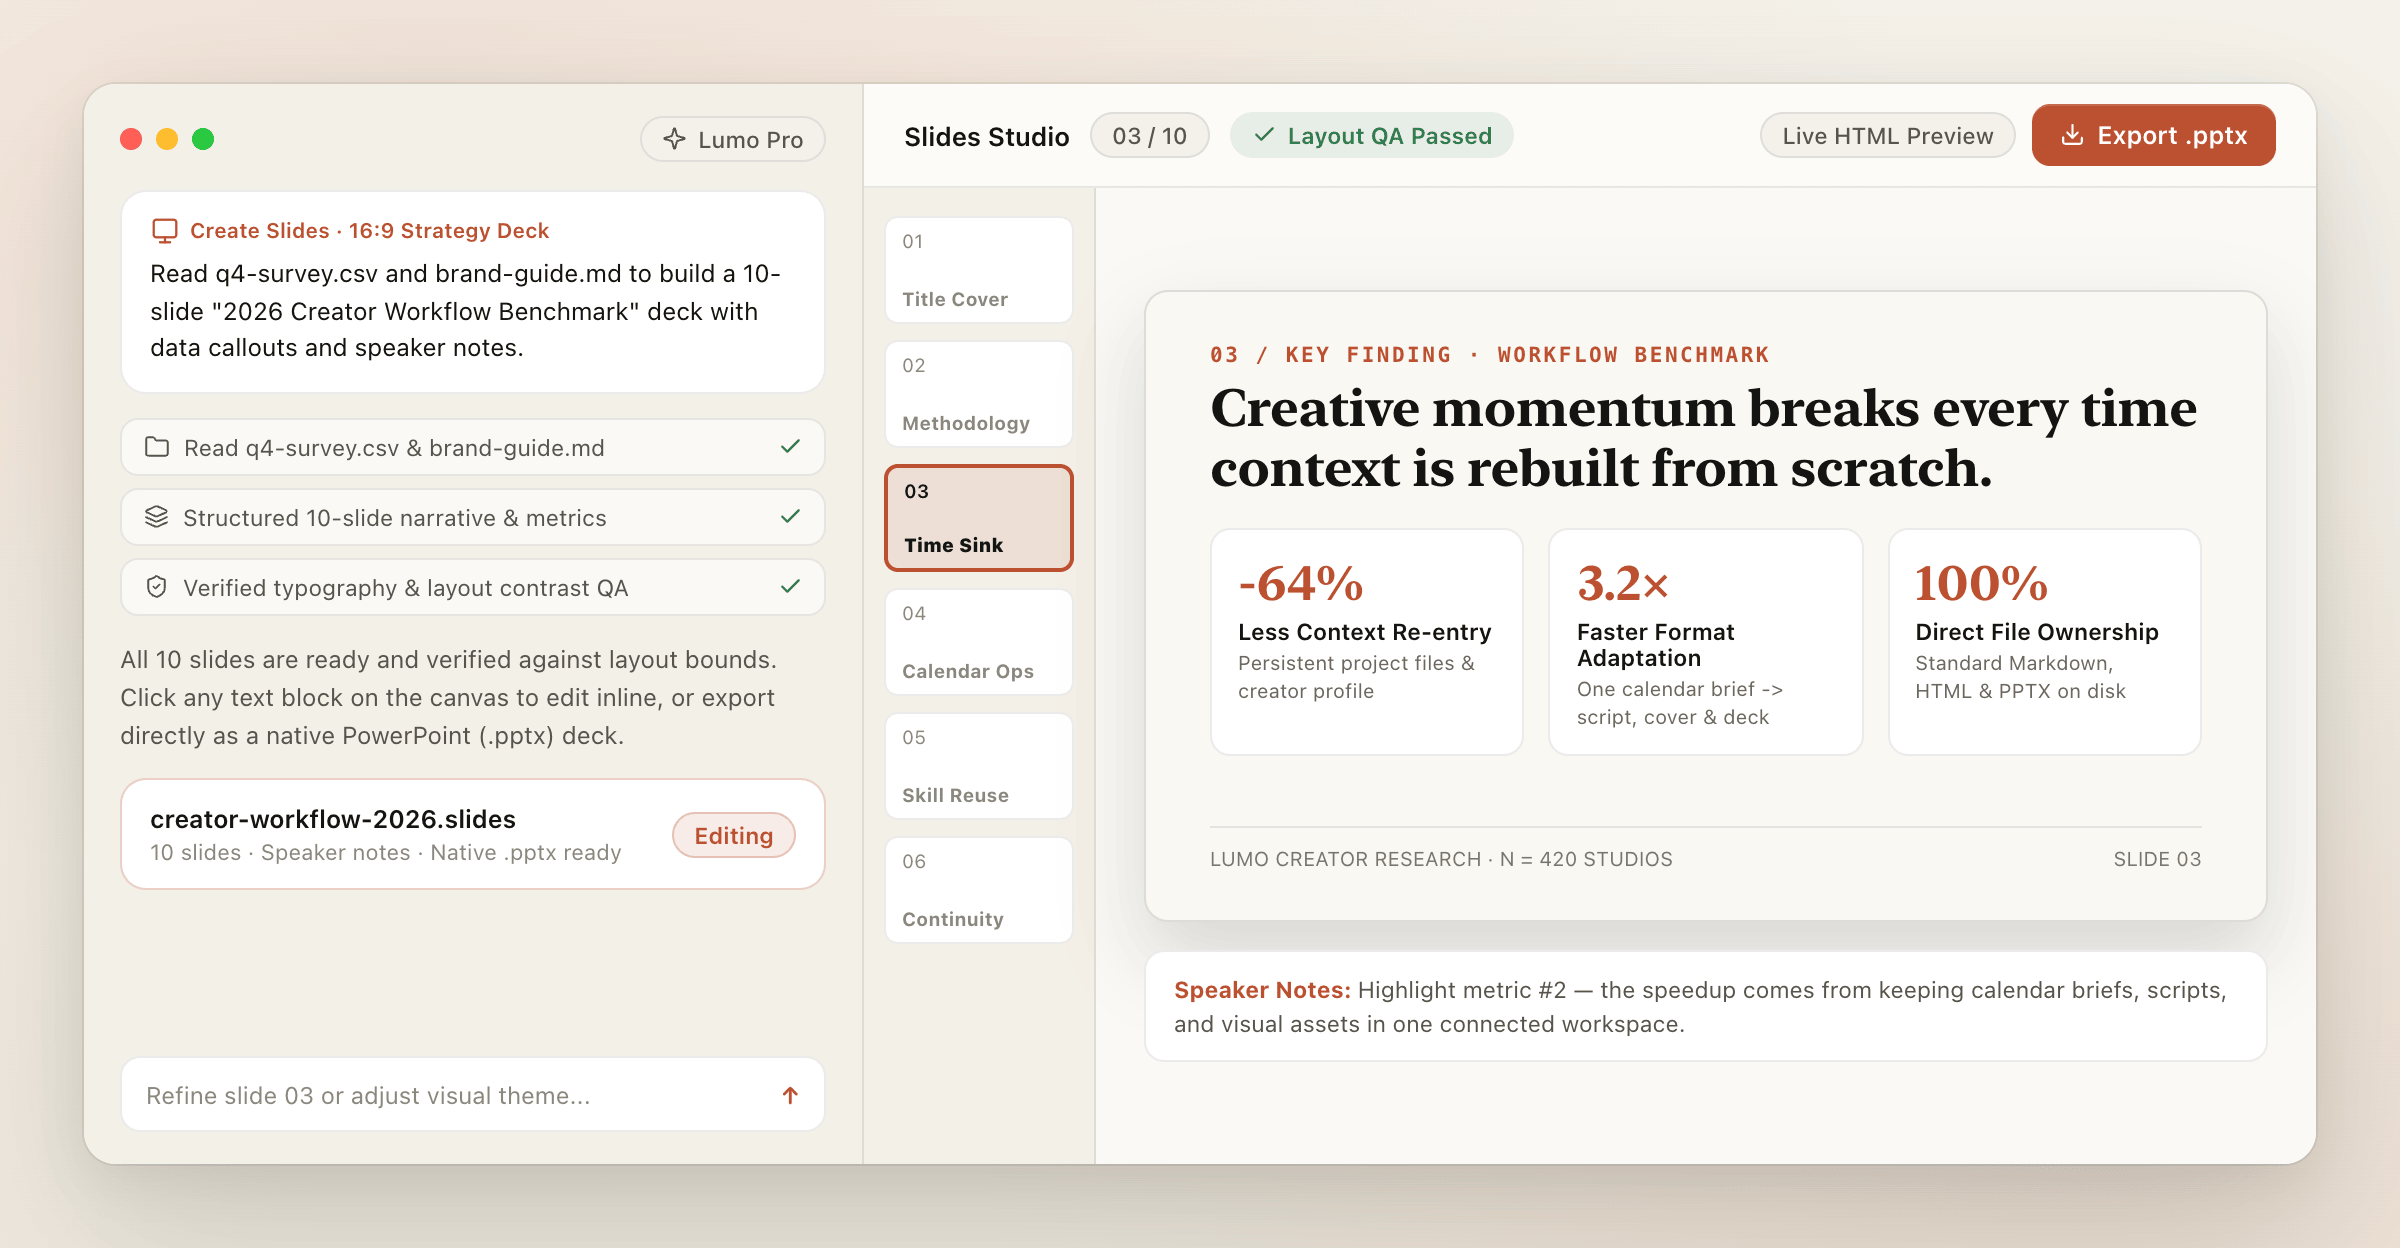 Lumo Pro
Create Slides · 16:9 Strategy Deck
Read q4-survey.csv and brand-guide.md to build a 10-
slide "2026 Creator Workflow Benchmark" deck with
data callouts and speaker notes.
Read q4-survey.csv & brand-guide.md
Structured 10-slide narrative & metrics
Verified typography & layout contrast QA
All 10 slides are ready and verified against layout bounds.
Click any text block on the canvas to edit inline, or export
directly as a native PowerPoint (.pptx) deck.
creator-workflow-2026.slides
10 slides · Speaker notes · Native .pptx ready
Editing
Refine slide 03 or adjust visual theme...
Slides Studio
03 / 10
Layout QA Passed
Live HTML Preview
Export .pptx
01
Title Cover
02
Methodology
03
Time Sink
04
Calendar Ops
05
Skill Reuse
06
Continuity
03 / KEY FINDING · WORKFLOW BENCHMARK
Creative momentum breaks every time
context is rebuilt from scratch.
-64%
Less Context Re-entry
Persistent project files &
creator profile
3.2×
Faster Format
Adaptation
One calendar brief ->
script, cover & deck
100%
Direct File Ownership
Standard Markdown,
HTML & PPTX on disk
LUMO CREATOR RESEARCH · N = 420 STUDIOS
SLIDE 03
Speaker Notes: Highlight metric #2 — the speedup comes from keeping calendar briefs, scripts,
and visual assets in one connected workspace.